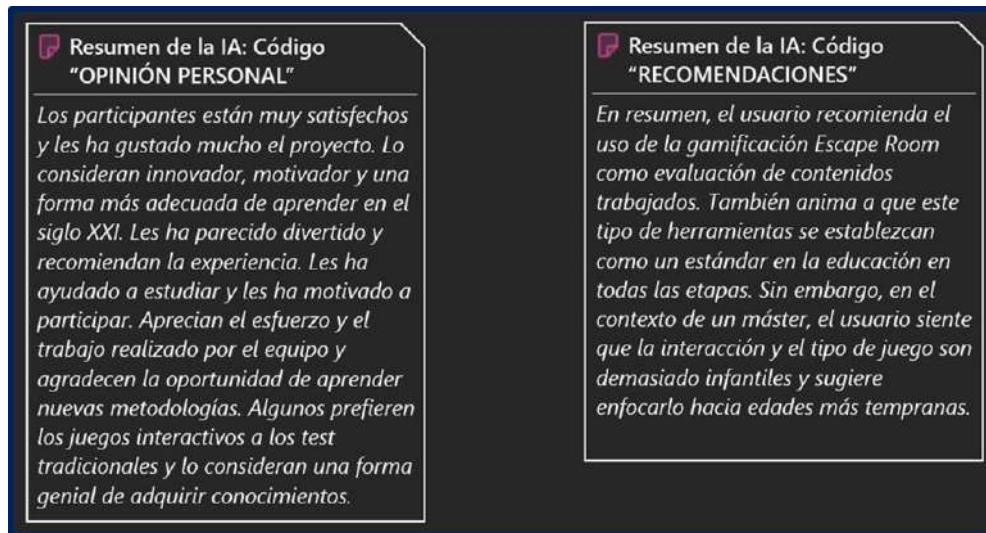 Resumen de la IA: Código
“OPINIÓN PERSONAL”
Los participantes están muy satisfechos
y les ha gustado mucho el proyecto. Lo
consideran innovador, motivador y una
forma más adecuada de aprender en el
siglo XXI. Les ha parecido divertido y
recomiendan la experiencia. Les ha
ayudado a estudiar y les ha motivado a
participar. Aprecian el esfuerzo y el
trabajo realizado por el equipo y
agradecen la oportunidad de aprender
nuevas metodologías. Algunos prefieren
los juegos interactivos a los test
tradicionales y lo consideran una forma
genial de adquirir conocimientos.
Resumen de la IA: Código
“RECOMENDACIONES”
En resumen, el usuario recomienda el
uso de la gamificación Escape Room
como evaluación de contenidos
trabajados. También anima a que este
tipo de herramientas se establezcan
como un estándar en la educación en
todas las etapas. Sin embargo, en el
contexto de un máster, el usuario siente
que la interacción y el tipo de juego son
demasiado infantiles y sugiere
enfocarlo hacia edades más tempranas.